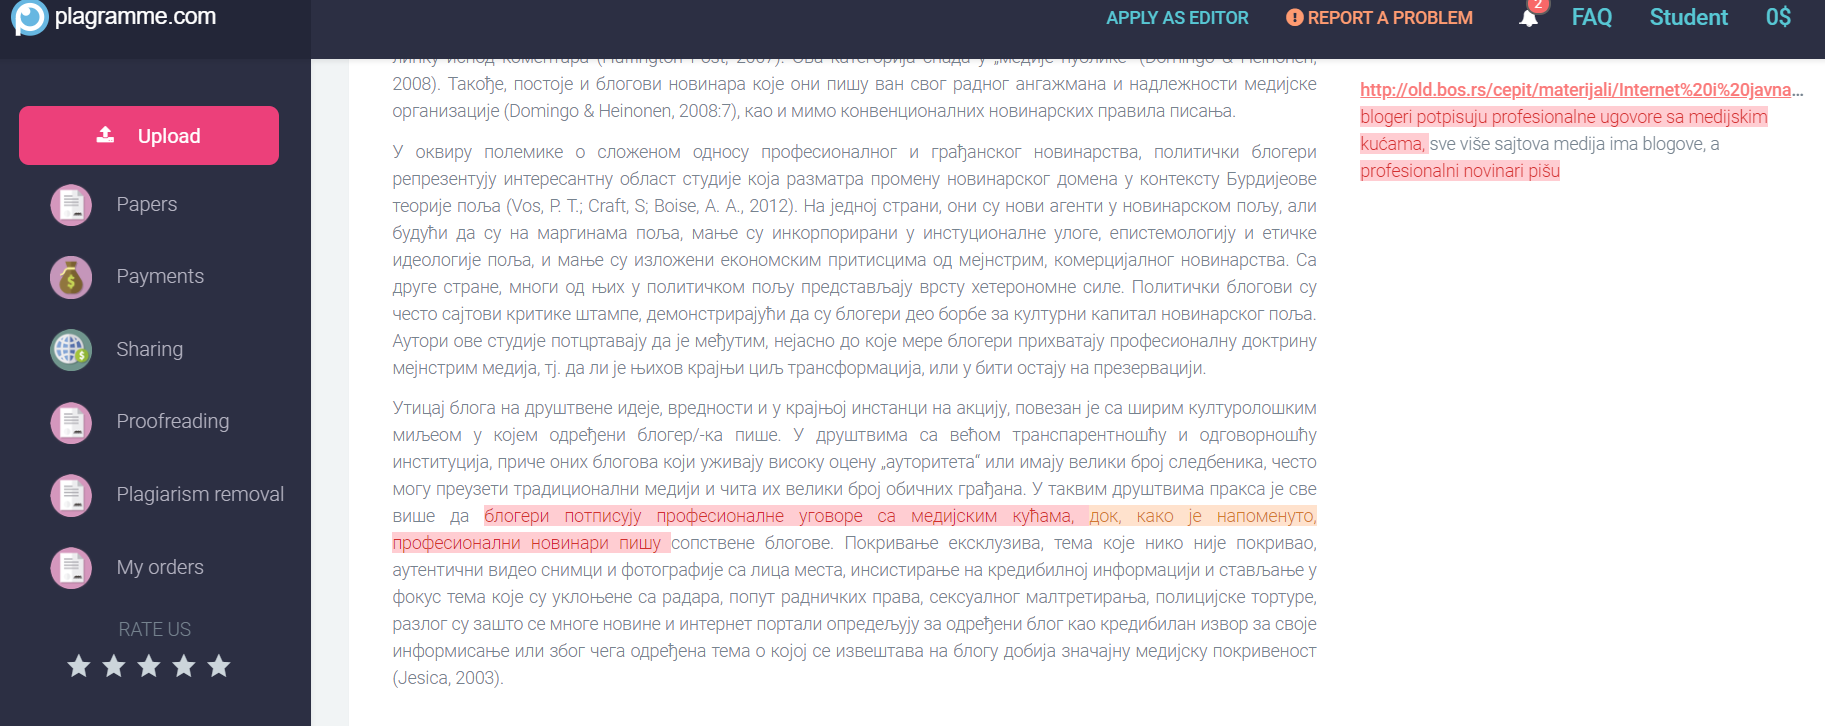 plagramme.com
APPLY AS EDITOR
REPORT A PROBLEM
2
FAQ
Student
0$
Upload
Papers
Payments
Sharing
Proofreading
Plagiarism removal
My orders
RATE US
линку испод коментара (Huffington Post, 2007). Ова категорија спада у „медије публике“ (Domingo & Heinonen,
2008). Такође, постоје и блогови новинара које они пишу ван свог радног ангажмана и надлежности медијске
организације (Domingo & Heinonen, 2008:7), као и мимо конвенционалних новинарских правила писања.
У оквиру полемике о сложеном односу професионалног и грађанског новинарства, политички блогери
репрезентују интересантну област студије која разматра промену новинарског домена у контексту Бурдијеове
теорије поља (Vos, P. T.; Craft, S; Boise, A. A., 2012). На једној страни, они су нови агенти у новинарском пољу, али
будући да су на маргинама поља, мање су инкорпорирани у инстуционалне улоге, епистемологију и етичке
идеологије поља, и мање су изложени економским притисцима од мејнстрим, комерцијалног новинарства. Са
друге стране, многи од њих у политичком пољу представљају врсту хетерономне силе. Политички блогови су
често сајтови критике штампе, демонстрирајући да су блогери део борбе за културни капитал новинарског поља.
Аутори ове студије потцртавају да је међутим, нејасно до које мере блогери прихватају професионалну доктрину
мејнстрим медија, тј. да ли је њихов крајњи циљ трансформација, или у бити остају на презервацији.
Утицај блога на друштвене идеје, вредности и у крајњој инстанци на акцију, повезан је са ширим културолошким
миљеом у којем одређени блогер/-ка пише. У друштвима са већом транспарентношћу и одговорношћу
институција, приче оних блогова који уживају високу оцену „ауторитета“ или имају велики број следбеника, често
могу преузети традиционални медији и чита их велики број обичних грађана. У таквим друштвима пракса је све
више да блогери потписују професионалне уговоре са медијским кућама, док, како је напоменуто,
професионални новинари пишу сопствене блогове. Покривање ексклузива, тема које нико није покривао,
аутентични видео снимци и фотографије са лица места, инсистирање на кредибилној информацији и стављање у
фокус тема које су уклоњене са радара, попут радничких права, сексуалног малтретирања, полицијске тортуре,
разлог су зашто се многе новине и интернет портали опредељују за одређени блог као кредибилан извор за своје
информисање или због чега одређена тема о којој се извештава на блогу добија значајну медијску покривеност
(Jesica, 2003).
http://old.bos.rs/cepit/materijali/Internet%20i%20javna...
blogeri potpisuju profesionalne ugovore sa medijskim
kućama, sve više sajtova medija ima blogove, a
profesionalni novinari pišu